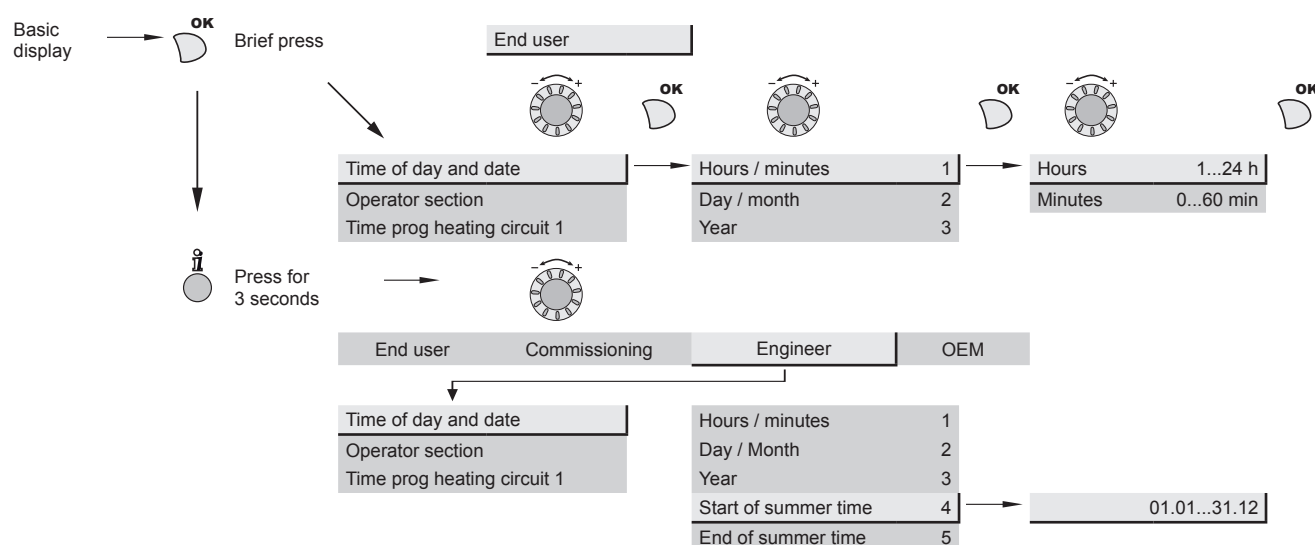 Basic
display
OK
Brief press
End user
- +
OK
- +
OK
- +
OK
Time of day and date
Operator section
Time prog heating circuit 1
Hours / minutes 1
Day / month 2
Year 3
Hours 1...24 h
Minutes 0...60 min
i
Press for
3 seconds
- +
End user Commissioning Engineer OEM
Time of day and date
Operator section
Time prog heating circuit 1
Hours / minutes 1
Day / Month 2
Year 3
Start of summer time 4
End of summer time 5
01.01...31.12